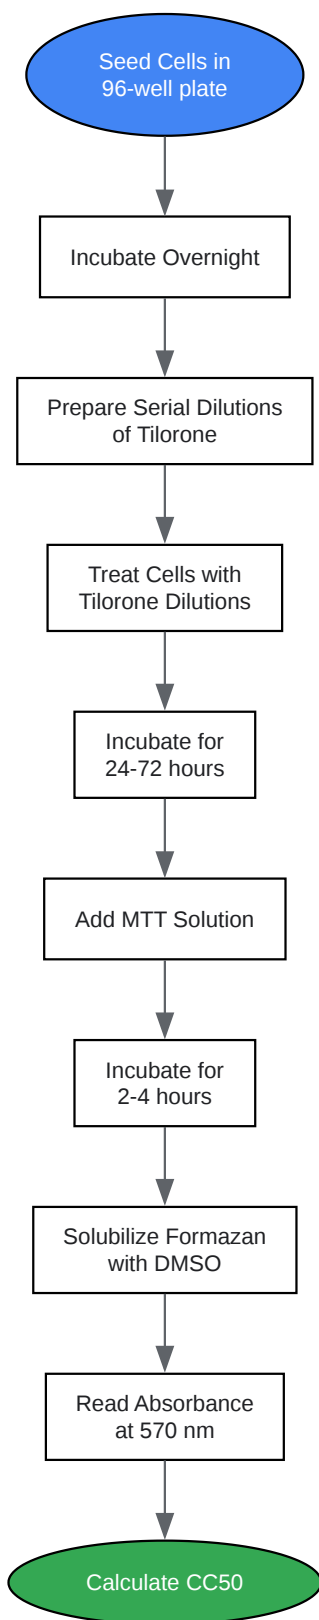 Seed Cells in
96-well plate
Incubate Overnight
Prepare Serial Dilutions
of Tilorone
Treat Cells with
Tilorone Dilutions
Incubate for
24-72 hours
Add MTT Solution
Incubate for
2-4 hours
Solubilize Formazan
with DMSO
Read Absorbance
at 570 nm
Calculate CC50